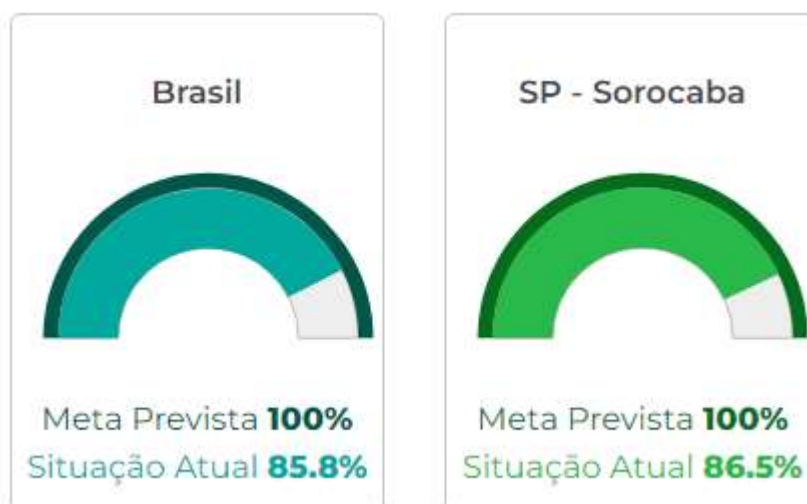 Brasil
Meta Prevista 100%
Situação Atual 85.8%
SP - Sorocaba
Meta Prevista 100%
Situação Atual 86.5%